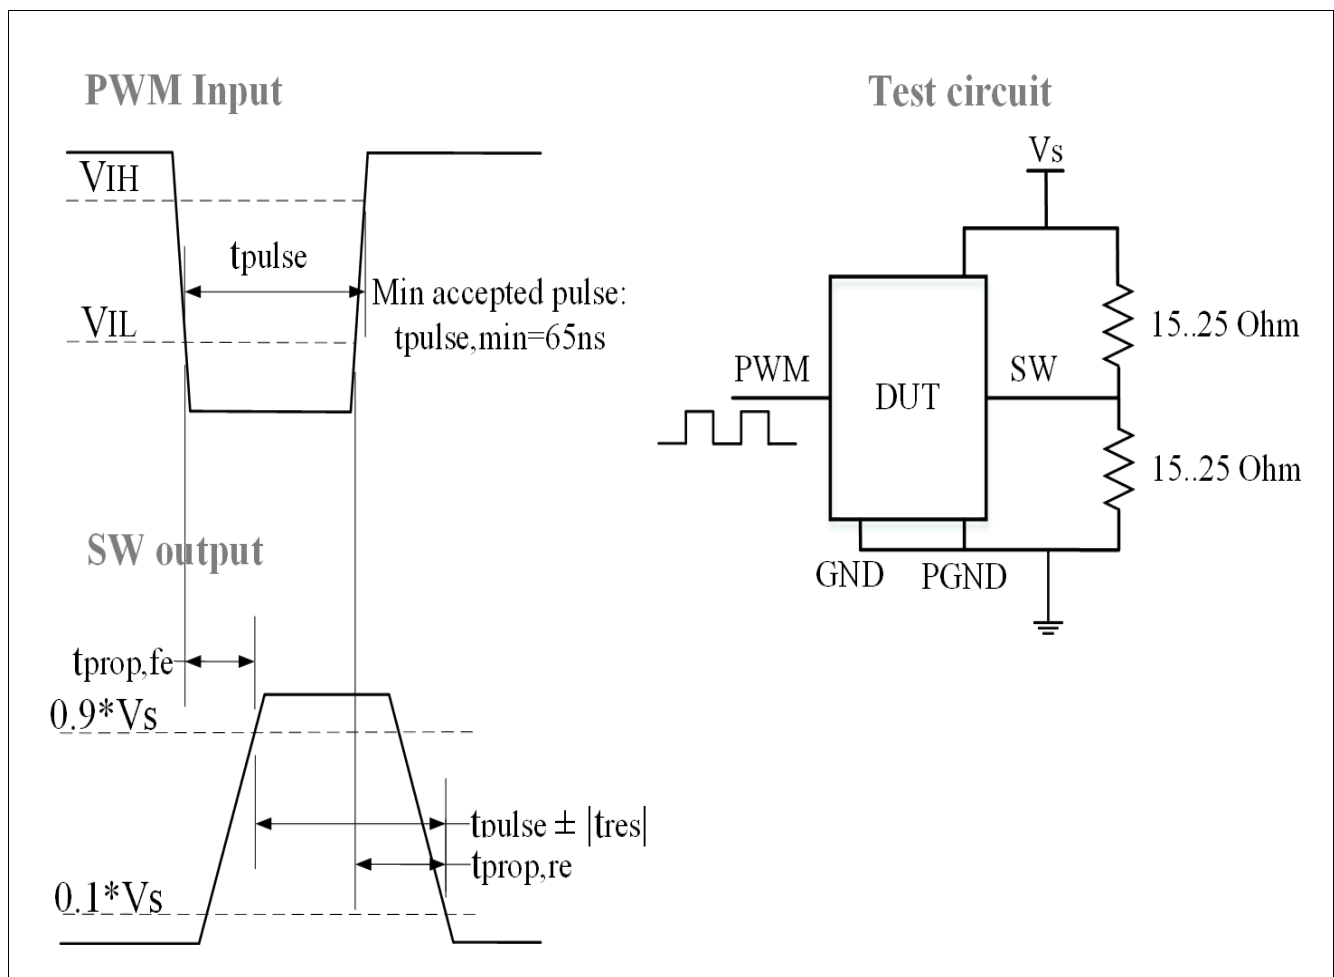 PWM Input
VIH
tpulse
Min accepted pulse:
tpulse,min=65ns
VIL
SW output
tprop,fe
0.9*Vs
tpulse ± |tres|
tprop,re
0.1*Vs
Test circuit
Vs
15..25 Ohm
PWM
DUT
SW
15..25 Ohm
GND
PGND